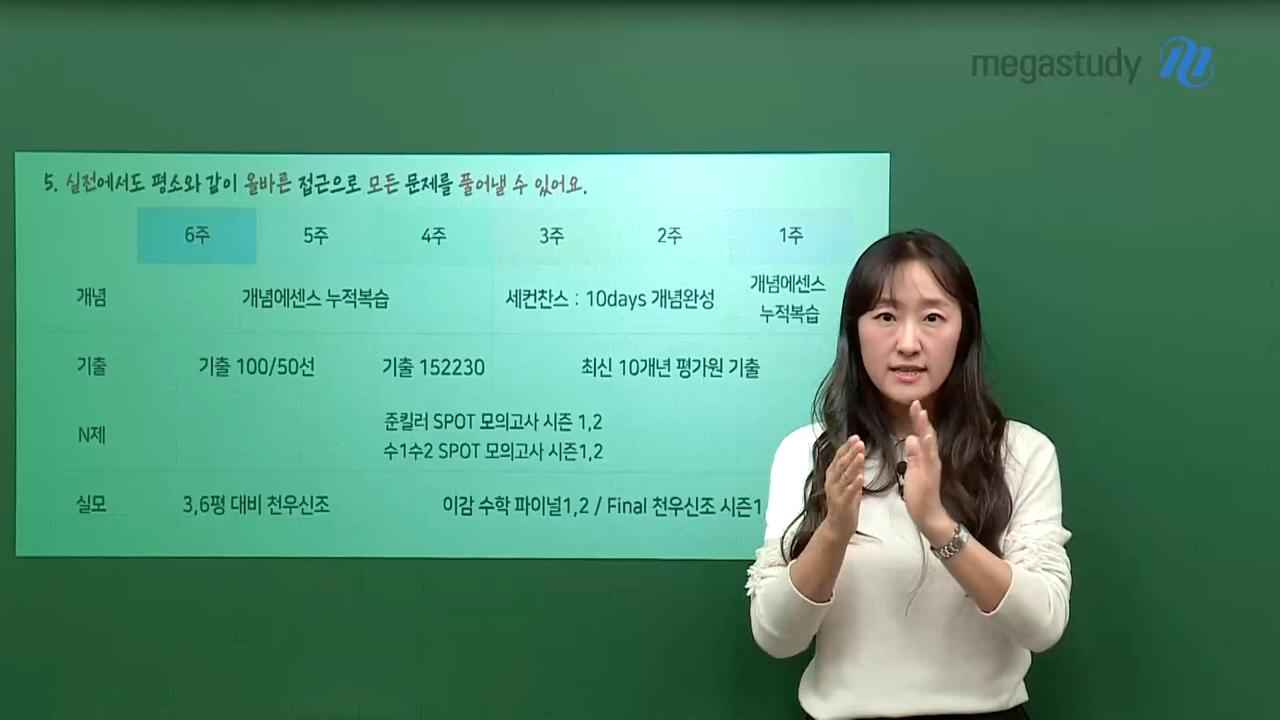 megastudy
5. 실전에서도 평소와 같이 올바른 접근으로 모든 문제를 풀어낼 수 있어요.
6주 5주 4주 3주 2주 1주
개념 개념에센스 누적복습 세컨찬스 : 10days 개념완성 개념에센스
누적복습
기출 기출 100/50선 기출 152230 최신 10개년 평가원 기출
N제 준킬러 SPOT 모의고사 시즌 1,2
수1수2 SPOT 모의고사 시즌1,2
실모 3,6평 대비 천우신조 이감 수학 파이널1,2 / Final 천우신조 시즌1